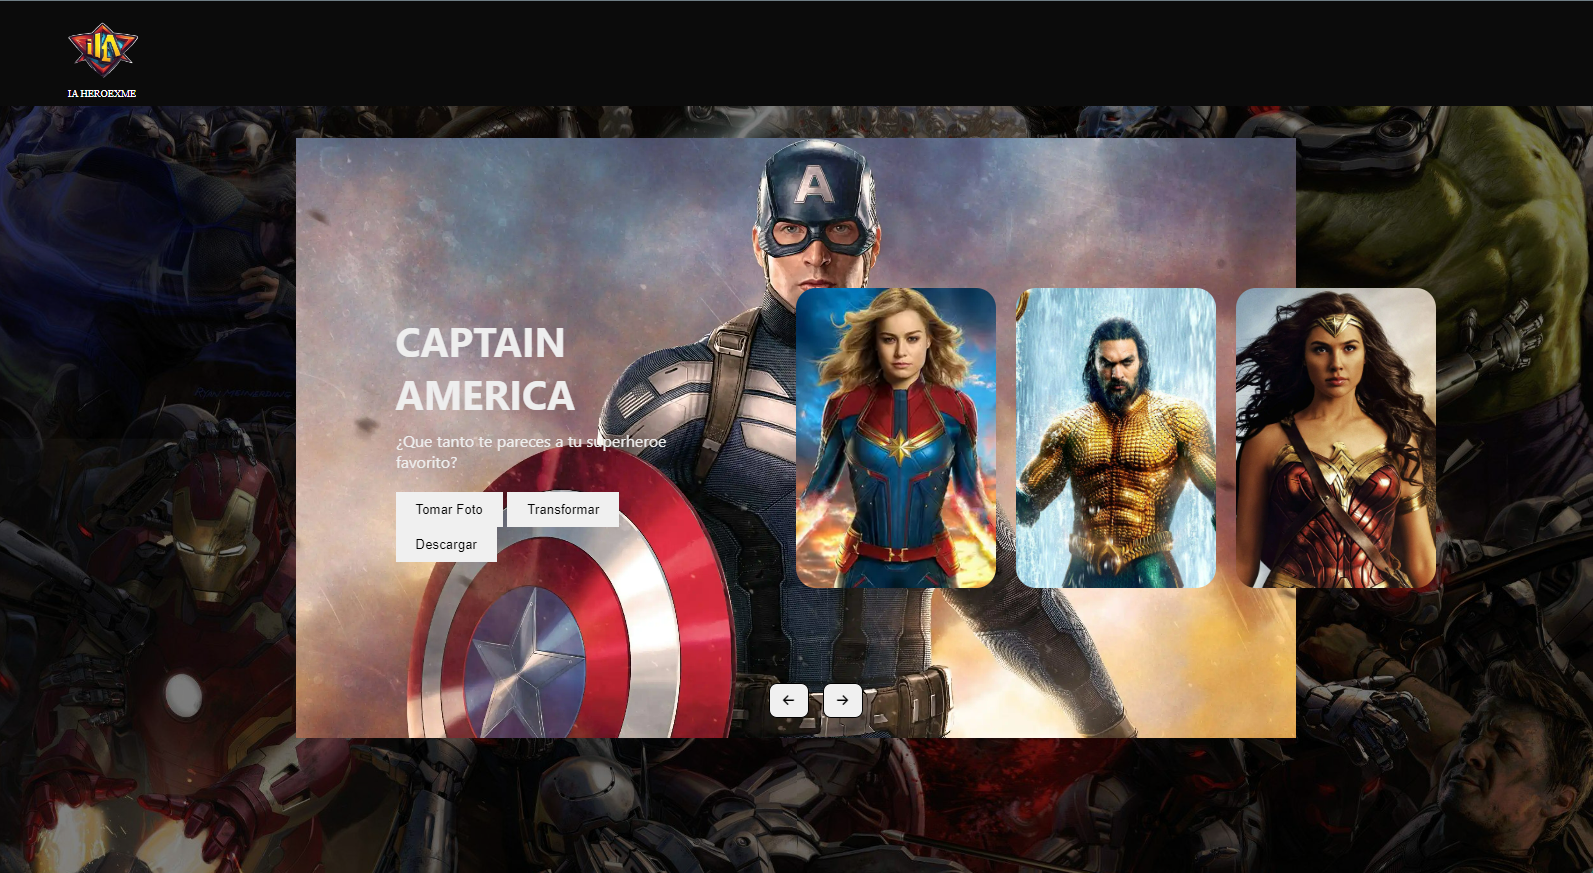 IA HEROEXME
A
CAPTAIN
AMERICA
¿Que tanto te pareces a tu superheroe
favorito?
Tomar Foto
Transformar
Descargar